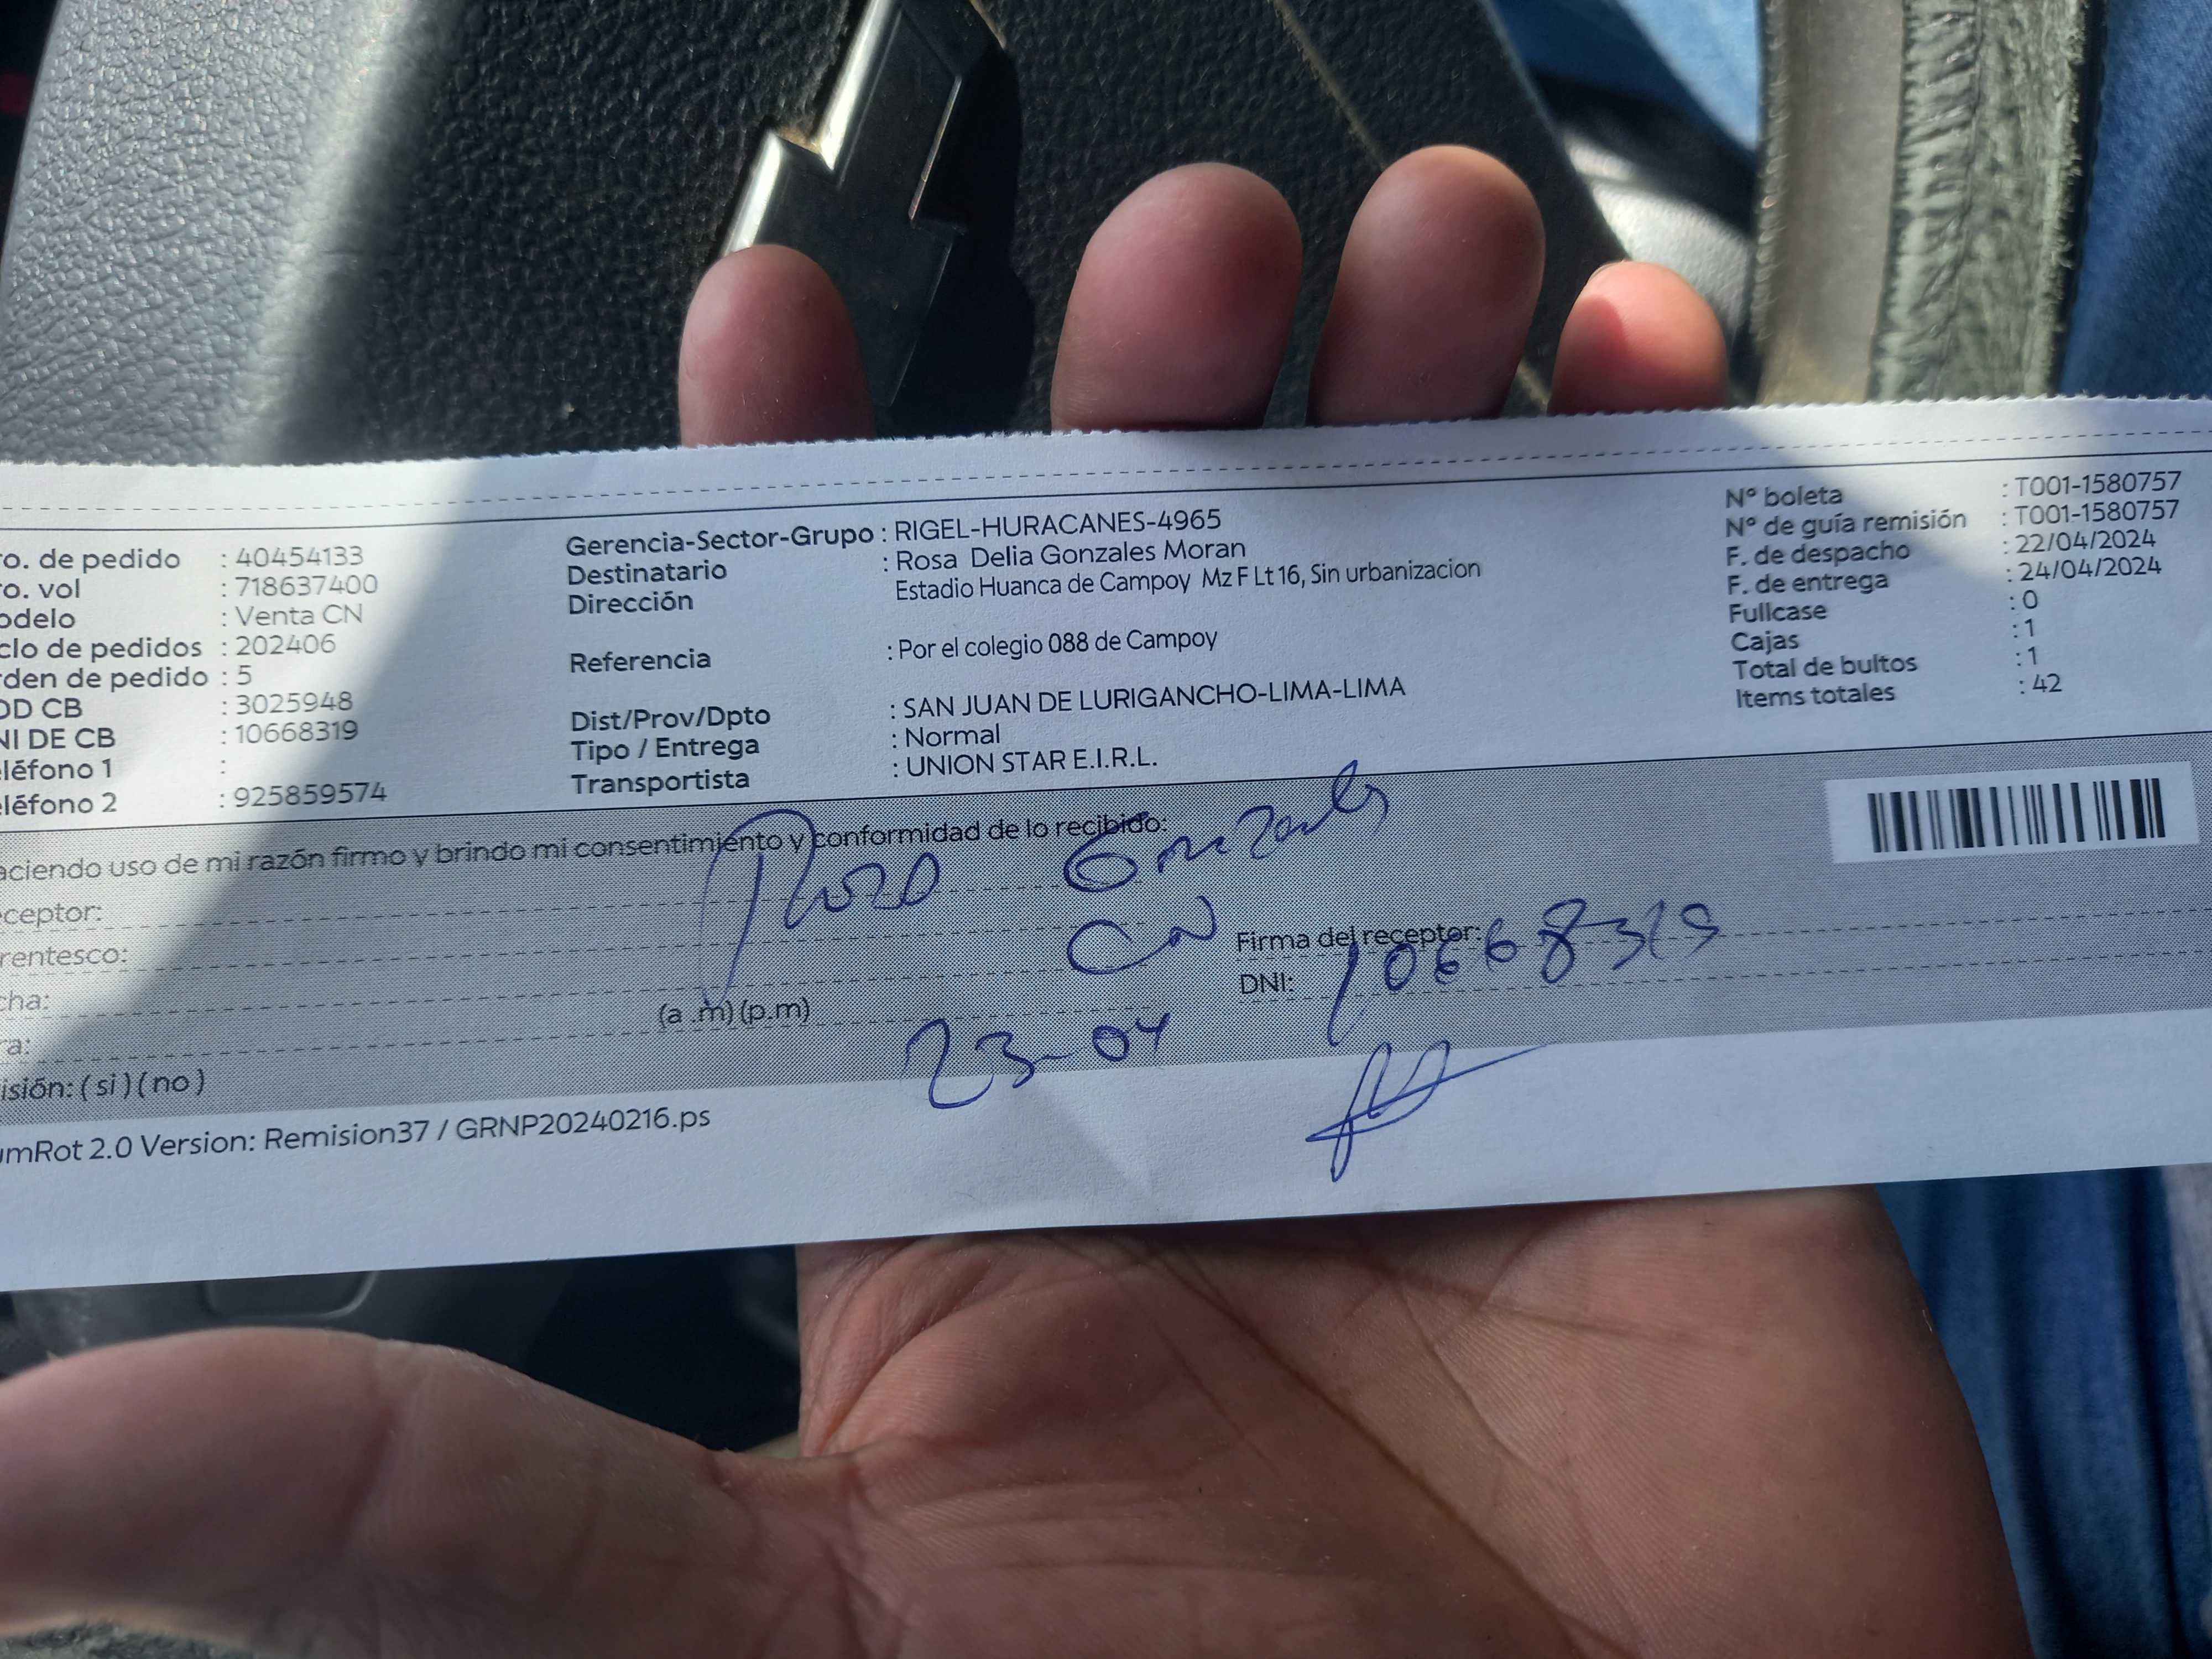 ro. de pedido : 40454133
ro. vol : 718637400
odelo : Venta CN
clo de pedidos : 202406
rden de pedido : 5
OD CB : 3025948
NI DE CB : 10668319
eléfono 1 :
eléfono 2 : 925859574
Gerencia-Sector-Grupo : RIGEL-HURACANES-4965
Destinatario : Rosa Delia Gonzales Moran
Dirección Estadio Huanca de Campoy Mz F Lt 16, Sin urbanizacion
Referencia : Por el colegio 088 de Campoy
Dist/Prov/Dpto : SAN JUAN DE LURIGANCHO-LIMA-LIMA
Tipo / Entrega : Normal
Transportista : UNION STAR E.I.R.L.
N° boleta : T001-1580757
N° de guía remisión : T001-1580757
F. de despacho : 22/04/2024
F. de entrega : 24/04/2024
Fullcase : 0
Cajas : 1
Total de bultos : 1
Items totales : 42
aciendo uso de mi razón firmo y brindo mi consentimiento y conformidad de lo recibido:
eceptor: Rosa Gonzales
rentesco: CN
Firma del receptor:
DNI: 10668319
cha:
ra: (a .m) (p.m)
23-04
isión: ( si ) ( no )
umRot 2.0 Version: Remision37 / GRNP20240216.ps